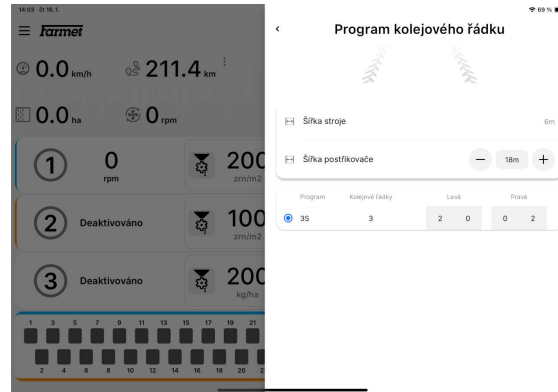 14:03 čt 16. 1.
69 %
Farmet
0.0 km/h
211.4 km
0.0 ha
0 rpm
1
0
rpm
200
zrn/m2
2
Deaktivováno
100
zrn/m2
3
Deaktivováno
200
kg/ha
1 3 5 7 9 11 13 15 17 19 21
2 4 6 8 10 12 14 16 18 20
Program kolejového řádku
Šířka stroje
6m
Šířka postřikovače
18m
Program Kolejové řádky Levá Pravá
3S 3 2 0 0 2